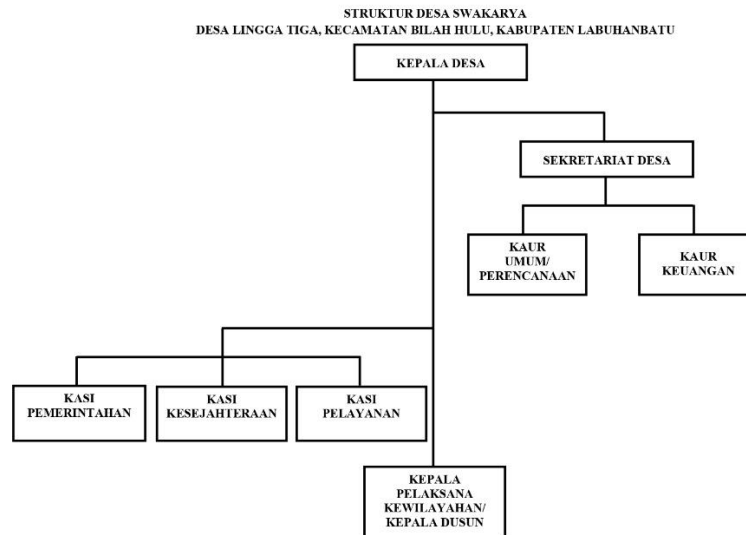 STRUKTUR DESA SWAKARYA
DESA LINGGA TIGA, KECAMATAN BILAH HULU, KABUPATEN LABUHANBATU
KEPALA DESA
SEKRETARIAT DESA
KAUR
UMUM/
PERENCANAAN
KAUR
KEUANGAN
KASI
PEMERINTAHAN
KASI
KESEJAHTERAAN
KASI
PELAYANAN
KEPALA
PELAKSANA
KEWILAYAHAN/
KEPALA DUSUN